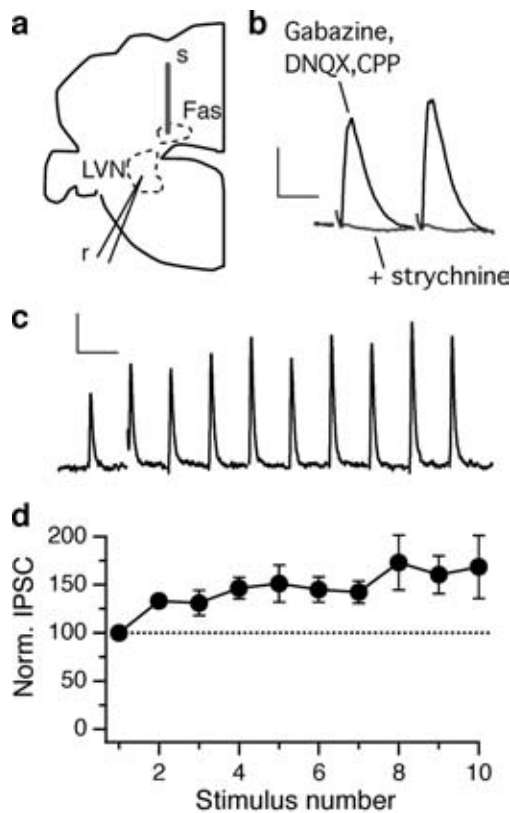 a
s
Fas
LVN
r
b
Gabazine,
DNQX,CPP
+ strychnine
c
d
Norm. IPSC
200
150
100
50
0
2 4 6 8 10
Stimulus number